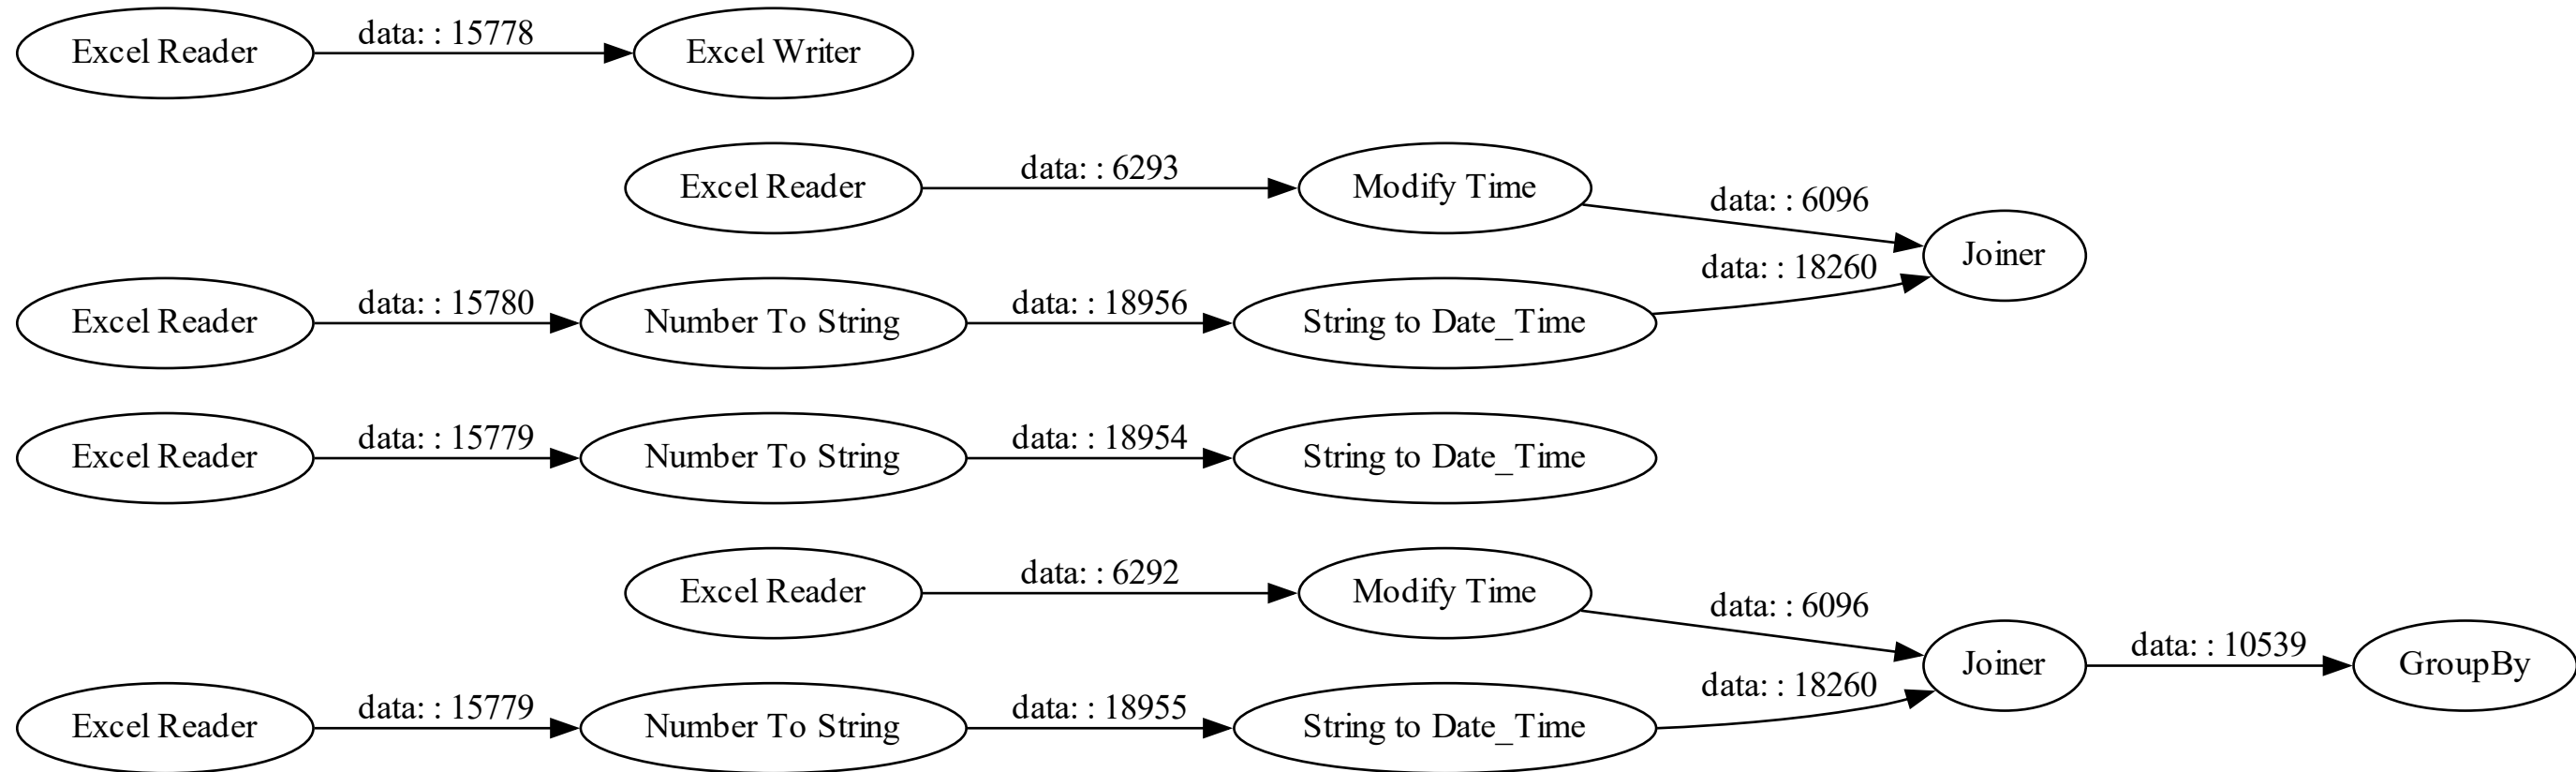 Excel Reader data: : 15778 Excel Writer
Excel Reader data: : 6293 Modify Time data: : 6096
Joiner
Excel Reader data: : 15780 Number To String data: : 18956 String to Date_Time data: : 18260
Excel Reader data: : 15779 Number To String data: : 18954 String to Date_Time
Excel Reader data: : 6292 Modify Time data: : 6096
Joiner data: : 10539 GroupBy
Excel Reader data: : 15779 Number To String data: : 18955 String to Date_Time data: : 18260